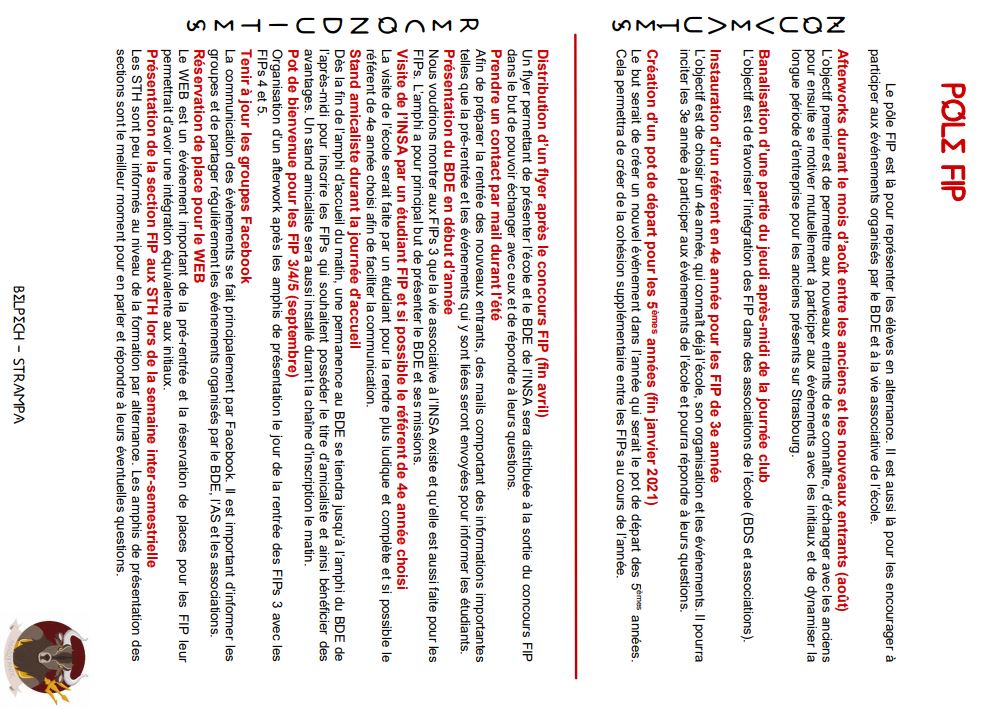 PØLE FIP
Le pôle FIP est là pour représenter les élèves en alternance. Il est aussi là pour les encourager à
participer aux événements organisés par le BDE et à la vie associative de l'école.
NØUVEAUTÉS
Afterworks durant le mois d'août entre les anciens et les nouveaux entrants (août)
L'objectif premier est de permettre aux nouveaux entrants de se connaître, d'échanger avec les anciens
pour ensuite se motiver mutuellement à participer aux évènements avec les initiaux et de dynamiser la
longue période d'entreprise pour les anciens présents sur Strasbourg.
Banalisation d'une partie du jeudi après-midi de la journée club
L'objectif est de favoriser l'intégration des FIP dans des associations de l'école (BDS et associations).
Instauration d'un référent en 4e année pour les FIP de 3e année
L'objectif est de choisir un 4e année, qui connaît déjà l'école, son organisation et les événements. Il pourra
inciter les 3e année à participer aux événements de l'école et pourra répondre à leurs questions.
Création d'un pot de départ pour les 5èmes années (fin janvier 2021)
Le but serait de créer un nouvel événement dans l'année qui serait le pot de départ des 5èmes années.
Cela permettra de créer de la cohésion supplémentaire entre les FIPs au cours de l'année.
RECØNDUITES
Distribution d'un flyer après le concours FIP (fin avril)
Un flyer permettant de présenter l'école et le BDE de l'INSA sera distribuée à la sortie du concours FIP
dans le but de pouvoir échanger avec eux et de répondre à leurs questions.
Prendre un contact par mail durant l'été
Afin de préparer la rentrée des nouveaux entrants, des mails comportant des informations importantes
telles que la pré-rentrée et les événements qui y sont liées seront envoyées pour informer les étudiants.
Présentation du BDE en début d'année
Nous voudrions montrer aux FIPs 3 que la vie associative à l'INSA existe et qu'elle est aussi faite pour les
FIPs. L'amphi a pour principal but de présenter le BDE et ses missions.
Visite de l'INSA par un étudiant FIP et si possible le référent de 4e année choisi
La visite de l'école serait faite par un étudiant pour la rendre plus ludique et complète et si possible le
référent de 4e année choisi afin de faciliter la communication.
Stand amicaliste durant la journée d'accueil
Dès la fin de l'amphi d'accueil du matin, une permanence au BDE se tiendra jusqu'à l'amphi du BDE de
l'après-midi pour inscrire les FIPs qui souhaitent posséder le titre d'amicaliste et ainsi bénéficier des
avantages. Un stand amicaliste sera aussi installé durant la chaîne d'inscription le matin.
Pot de bienvenue pour les FIP 3/4/5 (septembre)
Organisation d'un afterwork après les amphis de présentation le jour de la rentrée des FIPs 3 avec les
FIPs 4 et 5.
Tenir à jour les groupes Facebook
La communication des évènements se fait principalement par Facebook. Il est important d'informer les
groupes et de partager régulièrement les événements organisés par le BDE, l'AS et les associations.
Réservation de place pour le WEB
Le WEB est un événement important de la pré-rentrée et la réservation de places pour les FIP leur
permettrait d'avoir une intégration équivalente aux initiaux.
Présentation de la section FIP aux STH lors de la semaine inter-semestrielle
Les STH sont peu informés au niveau de la formation par alternance. Les amphis de présentation des
sections sont le meilleur moment pour en parler et répondre à leurs éventuelles questions.
BELPECH – STRAMPA